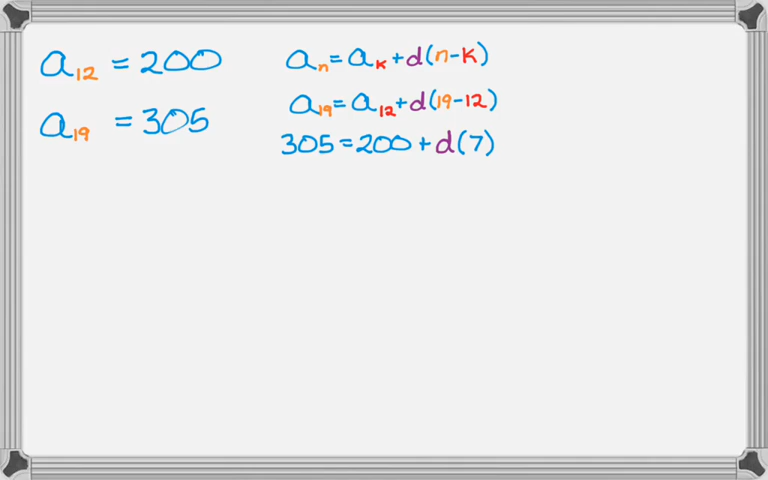 a₁₂ = 200
a₁₉ = 305
aₙ = aₖ + d(n-k)
a₁₉ = a₁₂ + d(19-12)
305 = 200 + d(7)